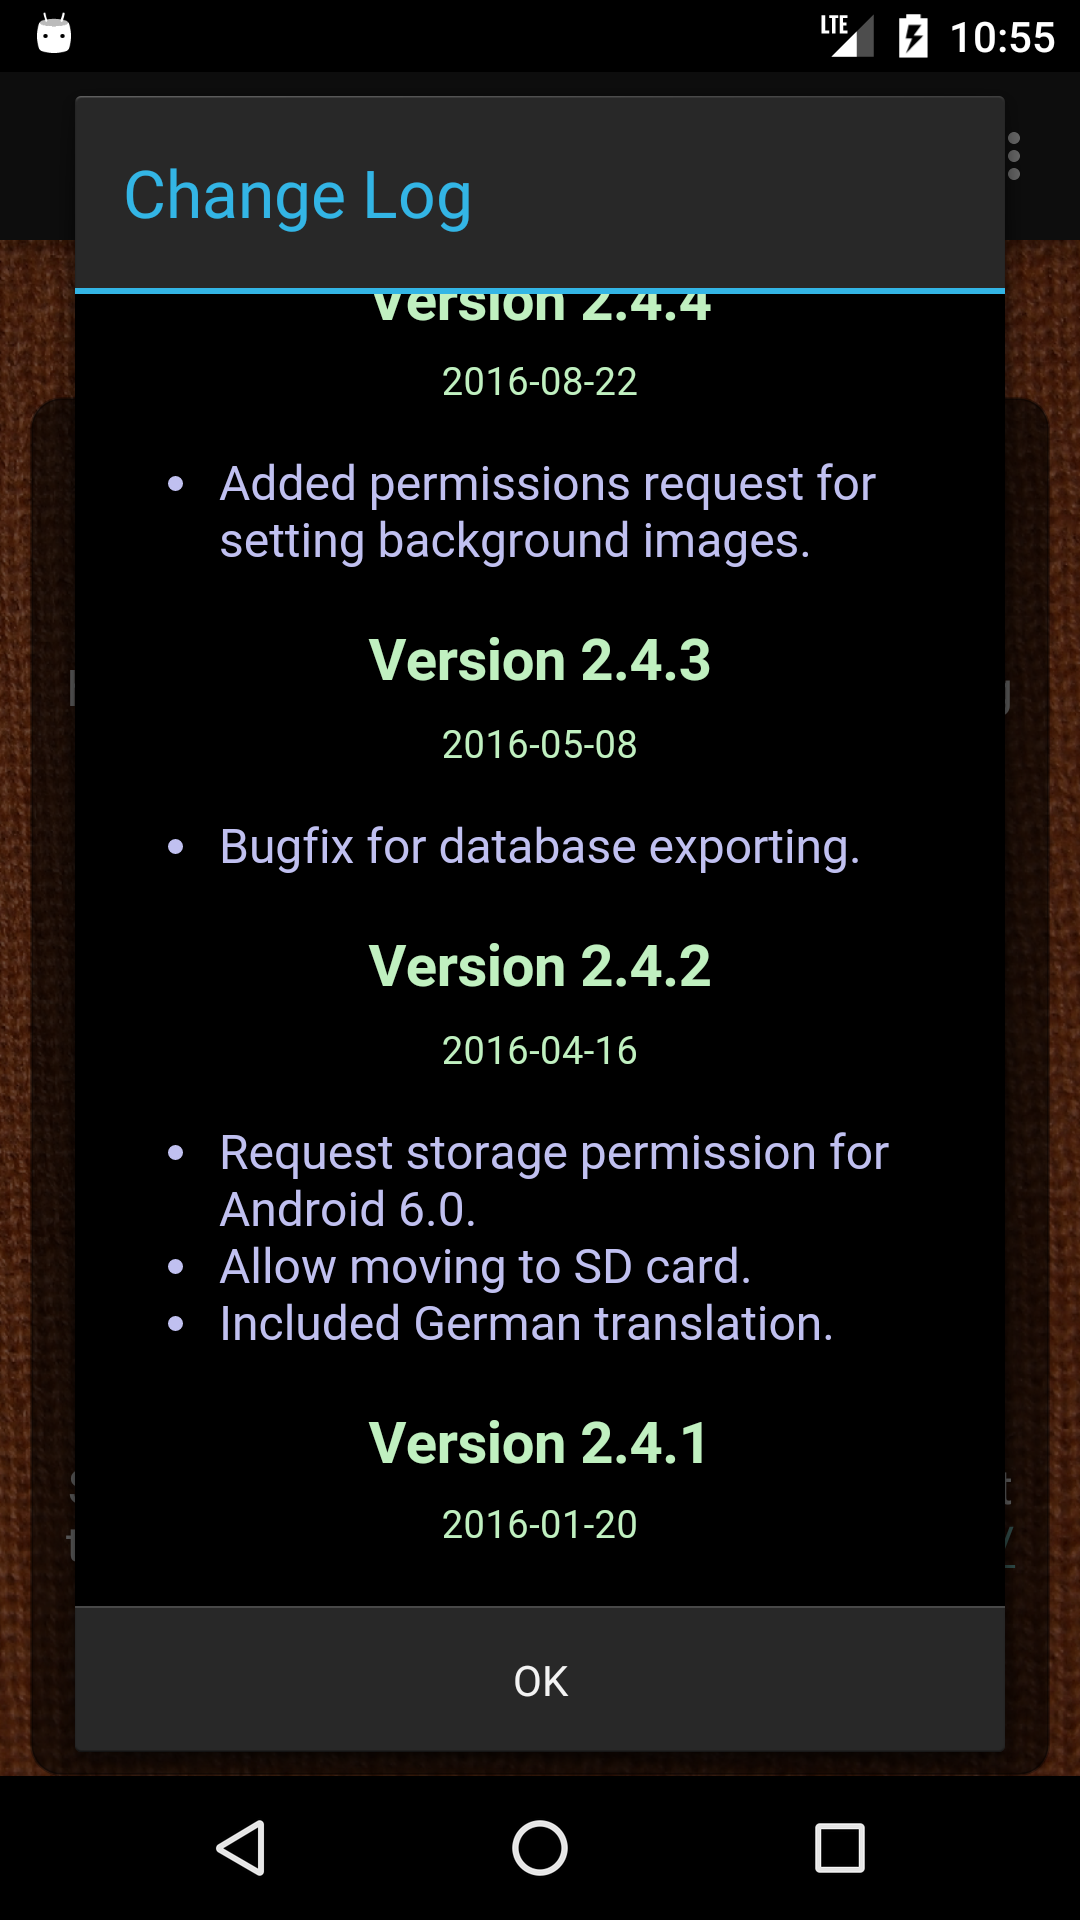 LTE 10:55
Change Log
Version 2.4.4
2016-08-22
• Added permissions request for
setting background images.
Version 2.4.3
2016-05-08
• Bugfix for database exporting.
Version 2.4.2
2016-04-16
• Request storage permission for
Android 6.0.
• Allow moving to SD card.
• Included German translation.
Version 2.4.1
2016-01-20
OK